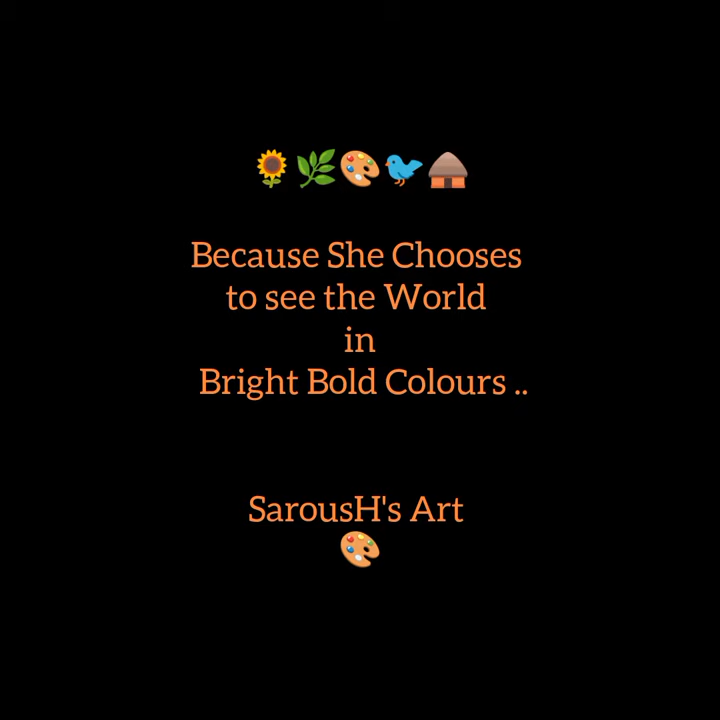 🌻🌿🎨🐦🛖
Because She Chooses
to see the World
in
Bright Bold Colours ..
SarousH's Art
🎨